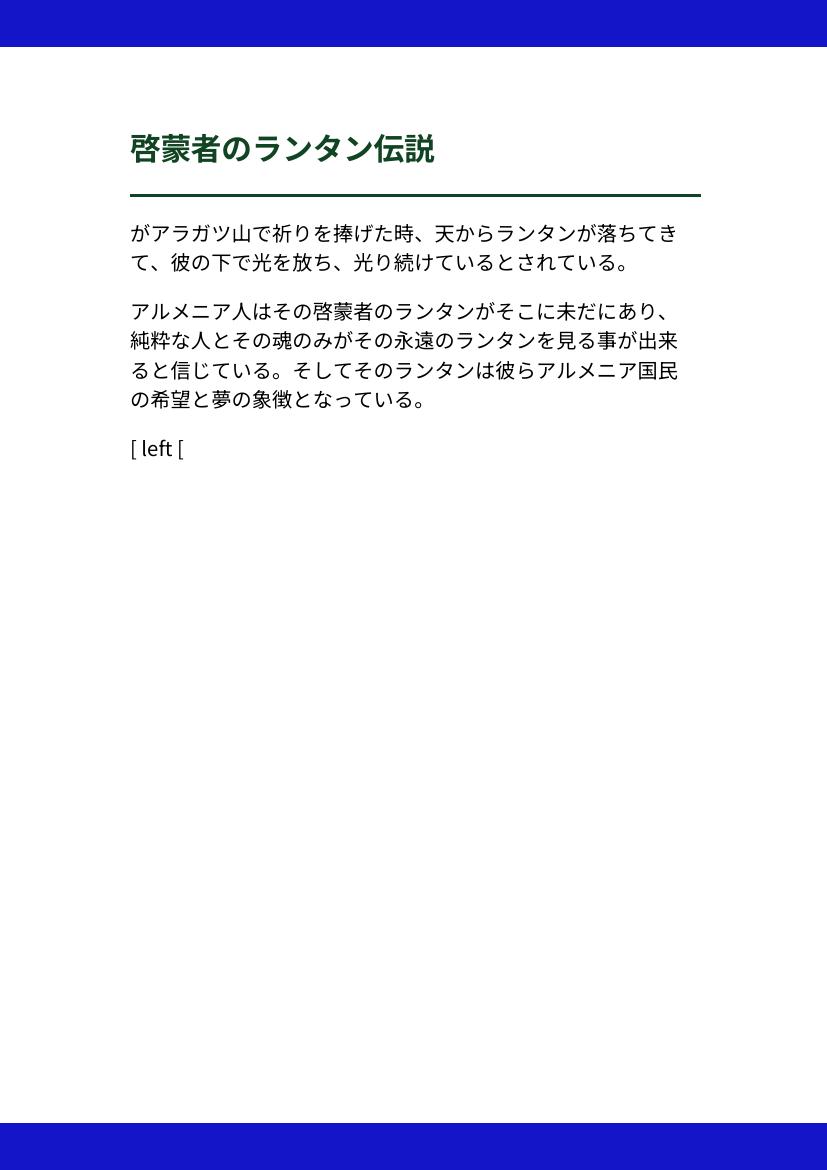 啓蒙者のランタン伝説
がアラガツ山で祈りを捧げた時、天からランタンが落ちてき
て、彼の下で光を放ち、光り続けているとされている。
アルメニア人はその啓蒙者のランタンがそこに未だにあり、
純粋な人とその魂のみがその永遠のランタンを見る事が出来
ると信じている。そしてそのランタンは彼らアルメニア国民
の希望と夢の象徴となっている。
[ left [